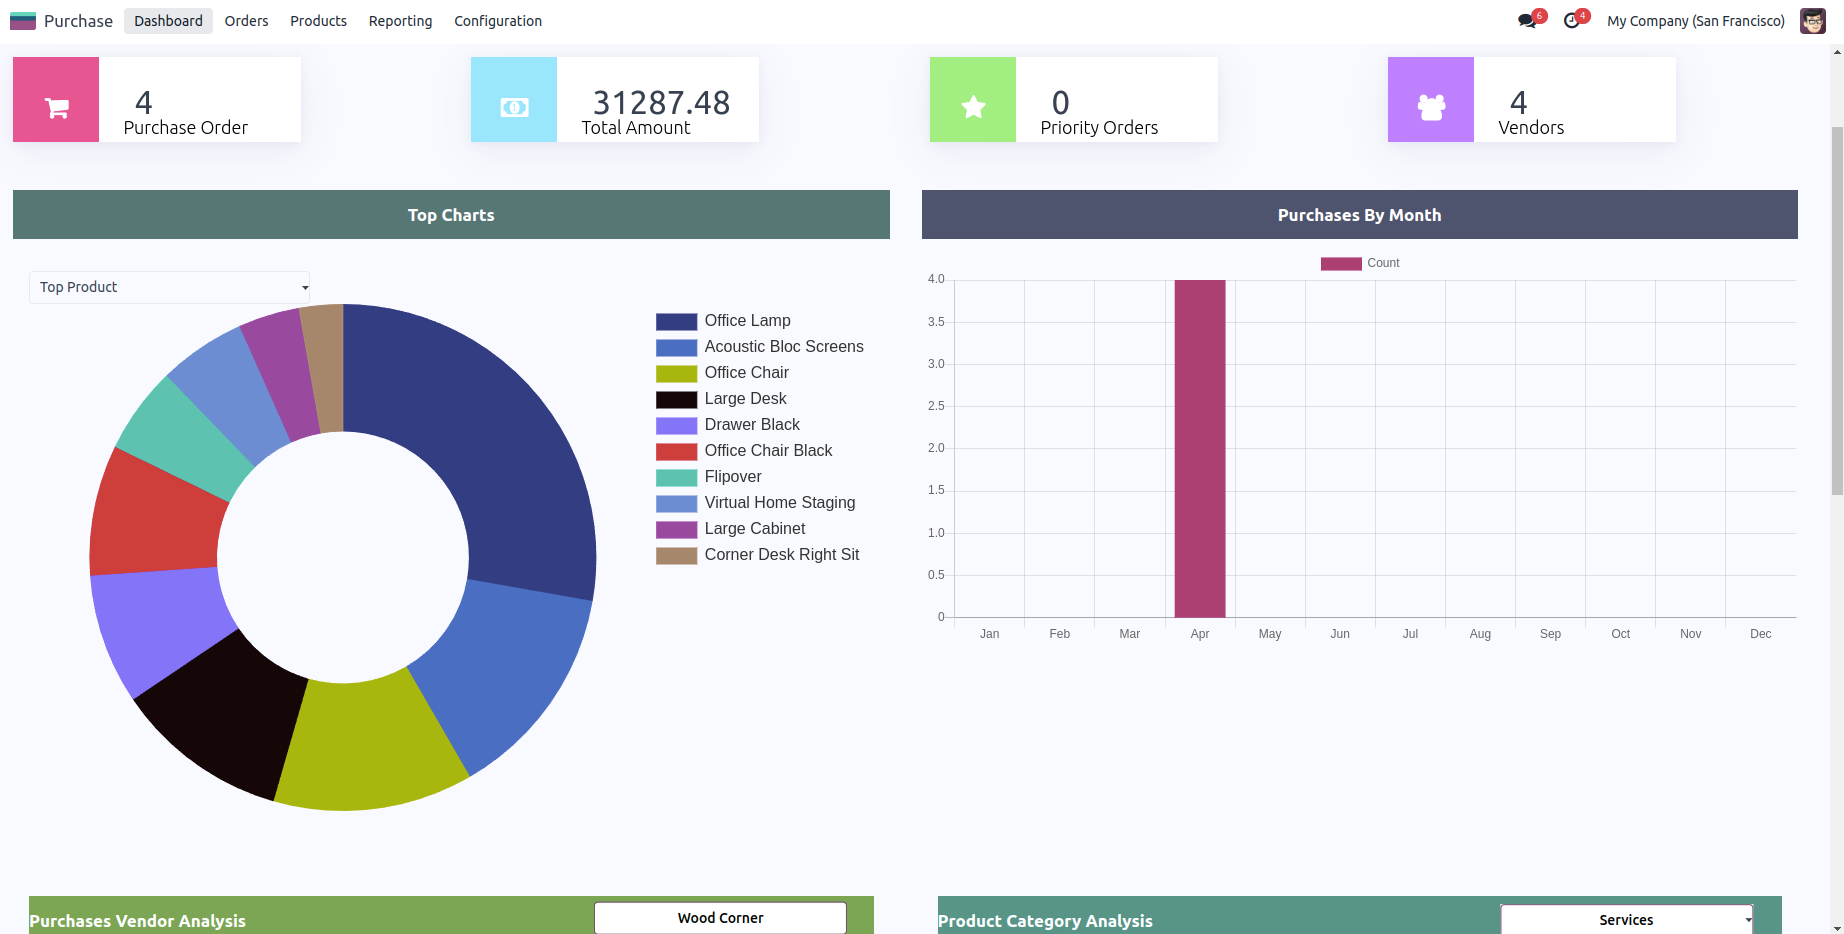 Purchase Dashboard Orders Products Reporting Configuration 6 4 My Company (San Francisco)
4
Purchase Order
31287.48
Total Amount
0
Priority Orders
4
Vendors
Top Charts
Top Product
Office Lamp
Acoustic Bloc Screens
Office Chair
Large Desk
Drawer Black
Office Chair Black
Flipover
Virtual Home Staging
Large Cabinet
Corner Desk Right Sit
Purchases By Month
Count
4.0
3.5
3.0
2.5
2.0
1.5
1.0
0.5
0
Jan Feb Mar Apr May Jun Jul Aug Sep Oct Nov Dec
Purchases Vendor Analysis Wood Corner
Product Category Analysis Services